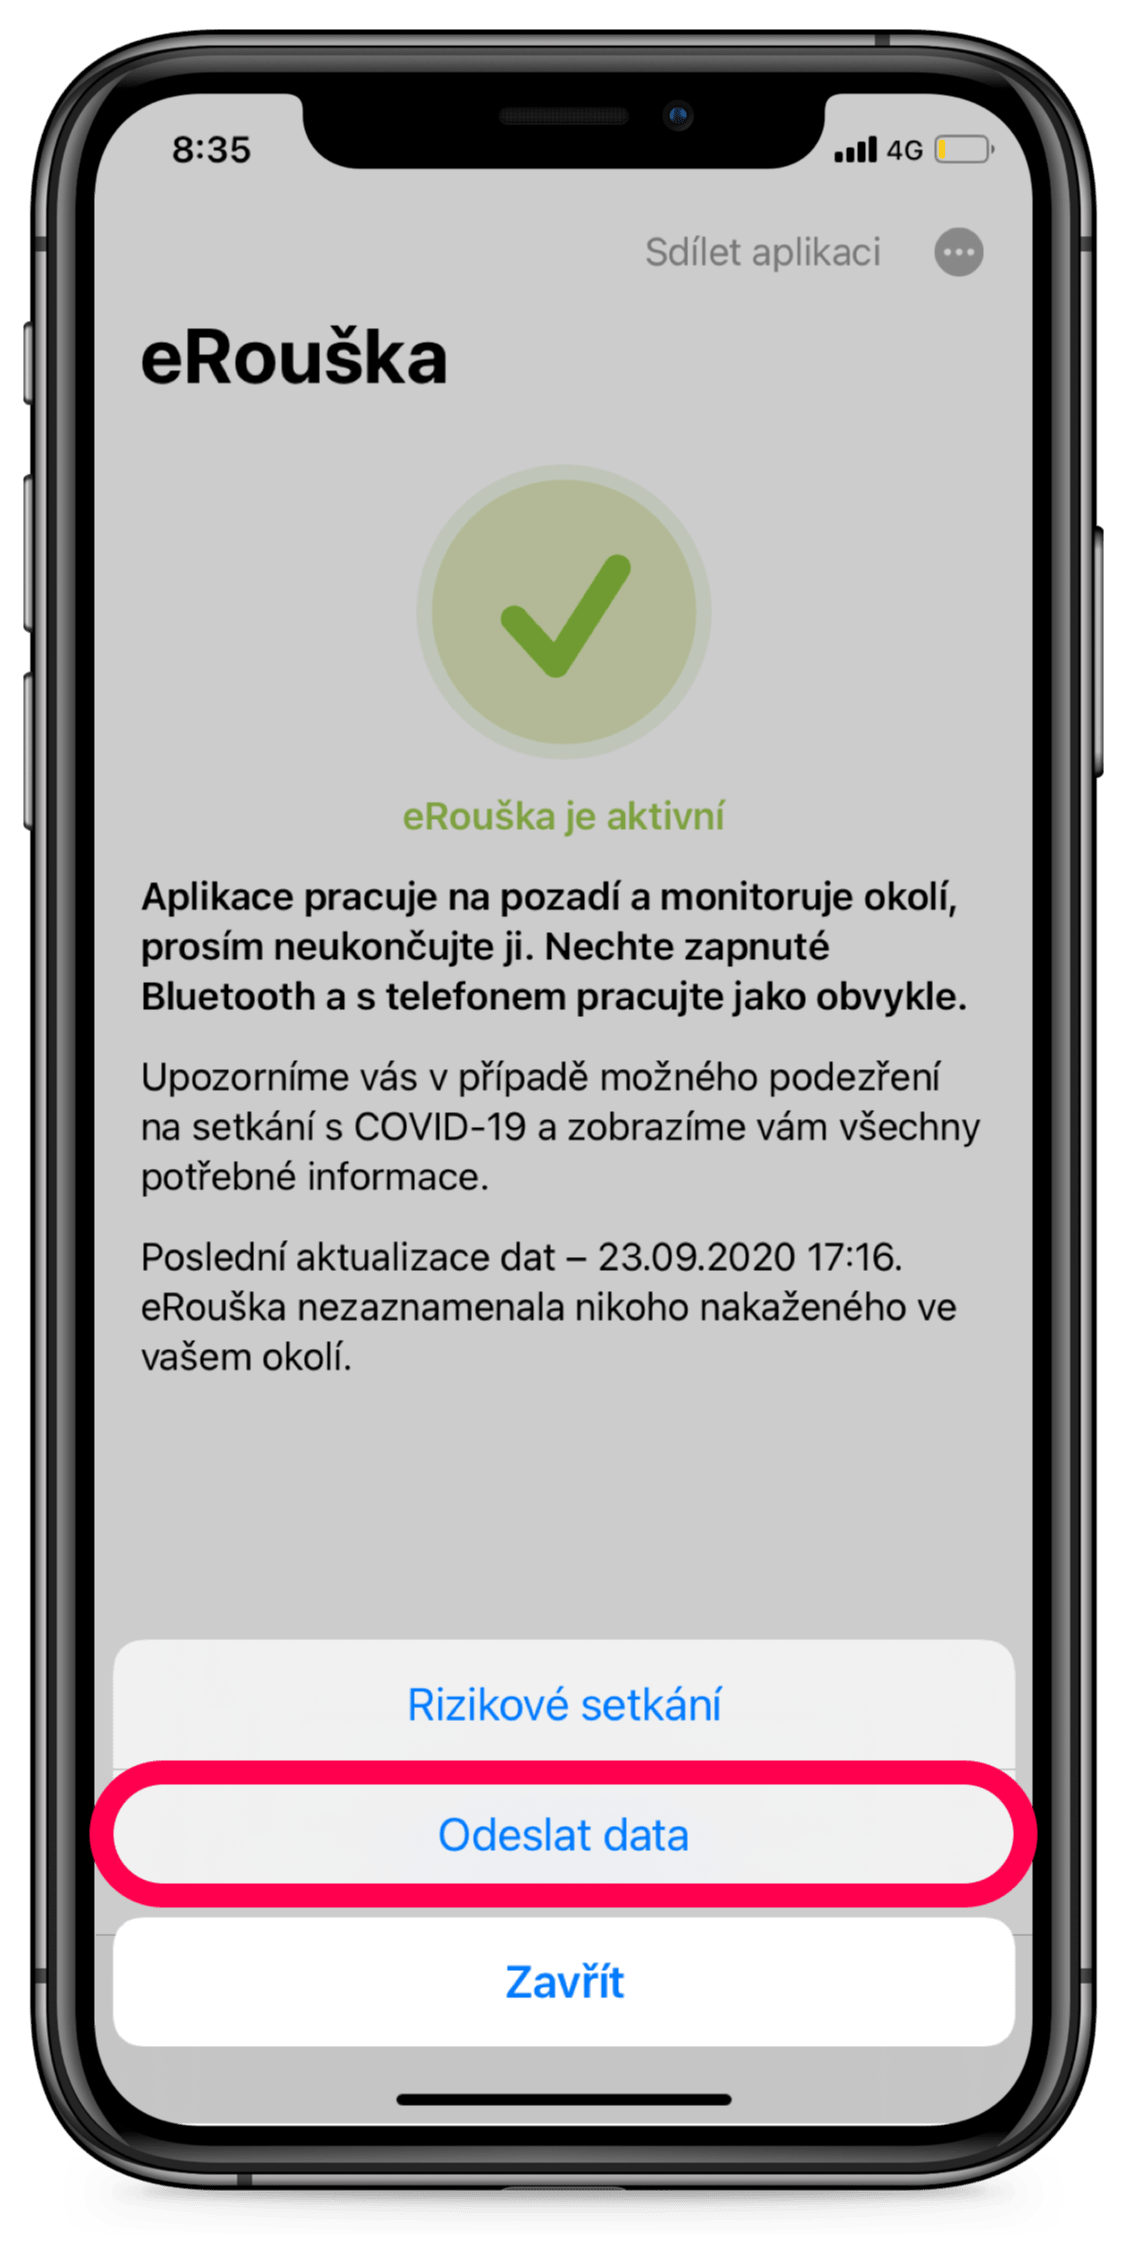 8:35
4G
Sdílet aplikaci
eRouška
eRouška je aktivní
Aplikace pracuje na pozadí a monitoruje okolí,
prosím neukončujte ji. Nechte zapnuté
Bluetooth a s telefonem pracujte jako obvykle.
Upozorníme vás v případě možného podezření
na setkání s COVID-19 a zobrazíme vám všechny
potřebné informace.
Poslední aktualizace dat – 23.09.2020 17:16.
eRouška nezaznamenala nikoho nakaženého ve
vašem okolí.
Rizikové setkání
Odeslat data
Zavřít